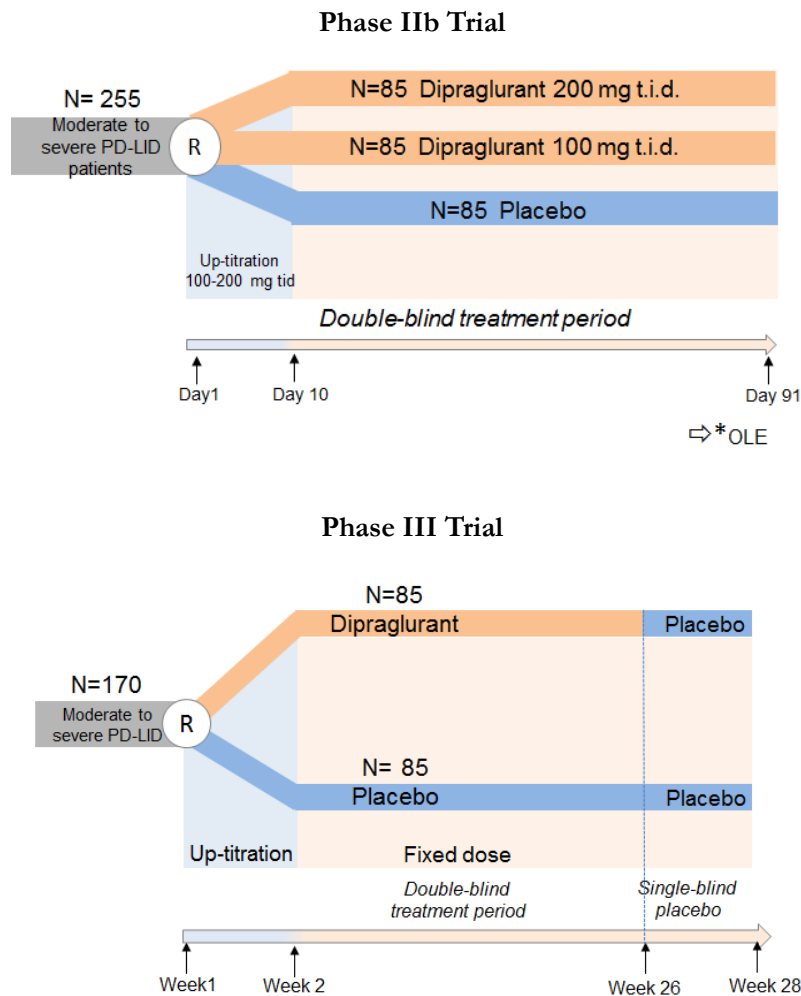 Phase IIb Trial
N= 255
Moderate to
severe PD-LID
patients
R
N=85 Dipraglurant 200 mg t.i.d.
N=85 Dipraglurant 100 mg t.i.d.
N=85 Placebo
Up-titration
100-200 mg tid
Double-blind treatment period
Day1
Day 10
Day 91
⇨*OLE
Phase III Trial
N=170
Moderate to
severe PD-LID
R
N=85
Dipraglurant
Placebo
N= 85
Placebo
Placebo
Up-titration
Fixed dose
Double-blind
treatment period
Single-blind
placebo
Week1
Week 2
Week 26
Week 28